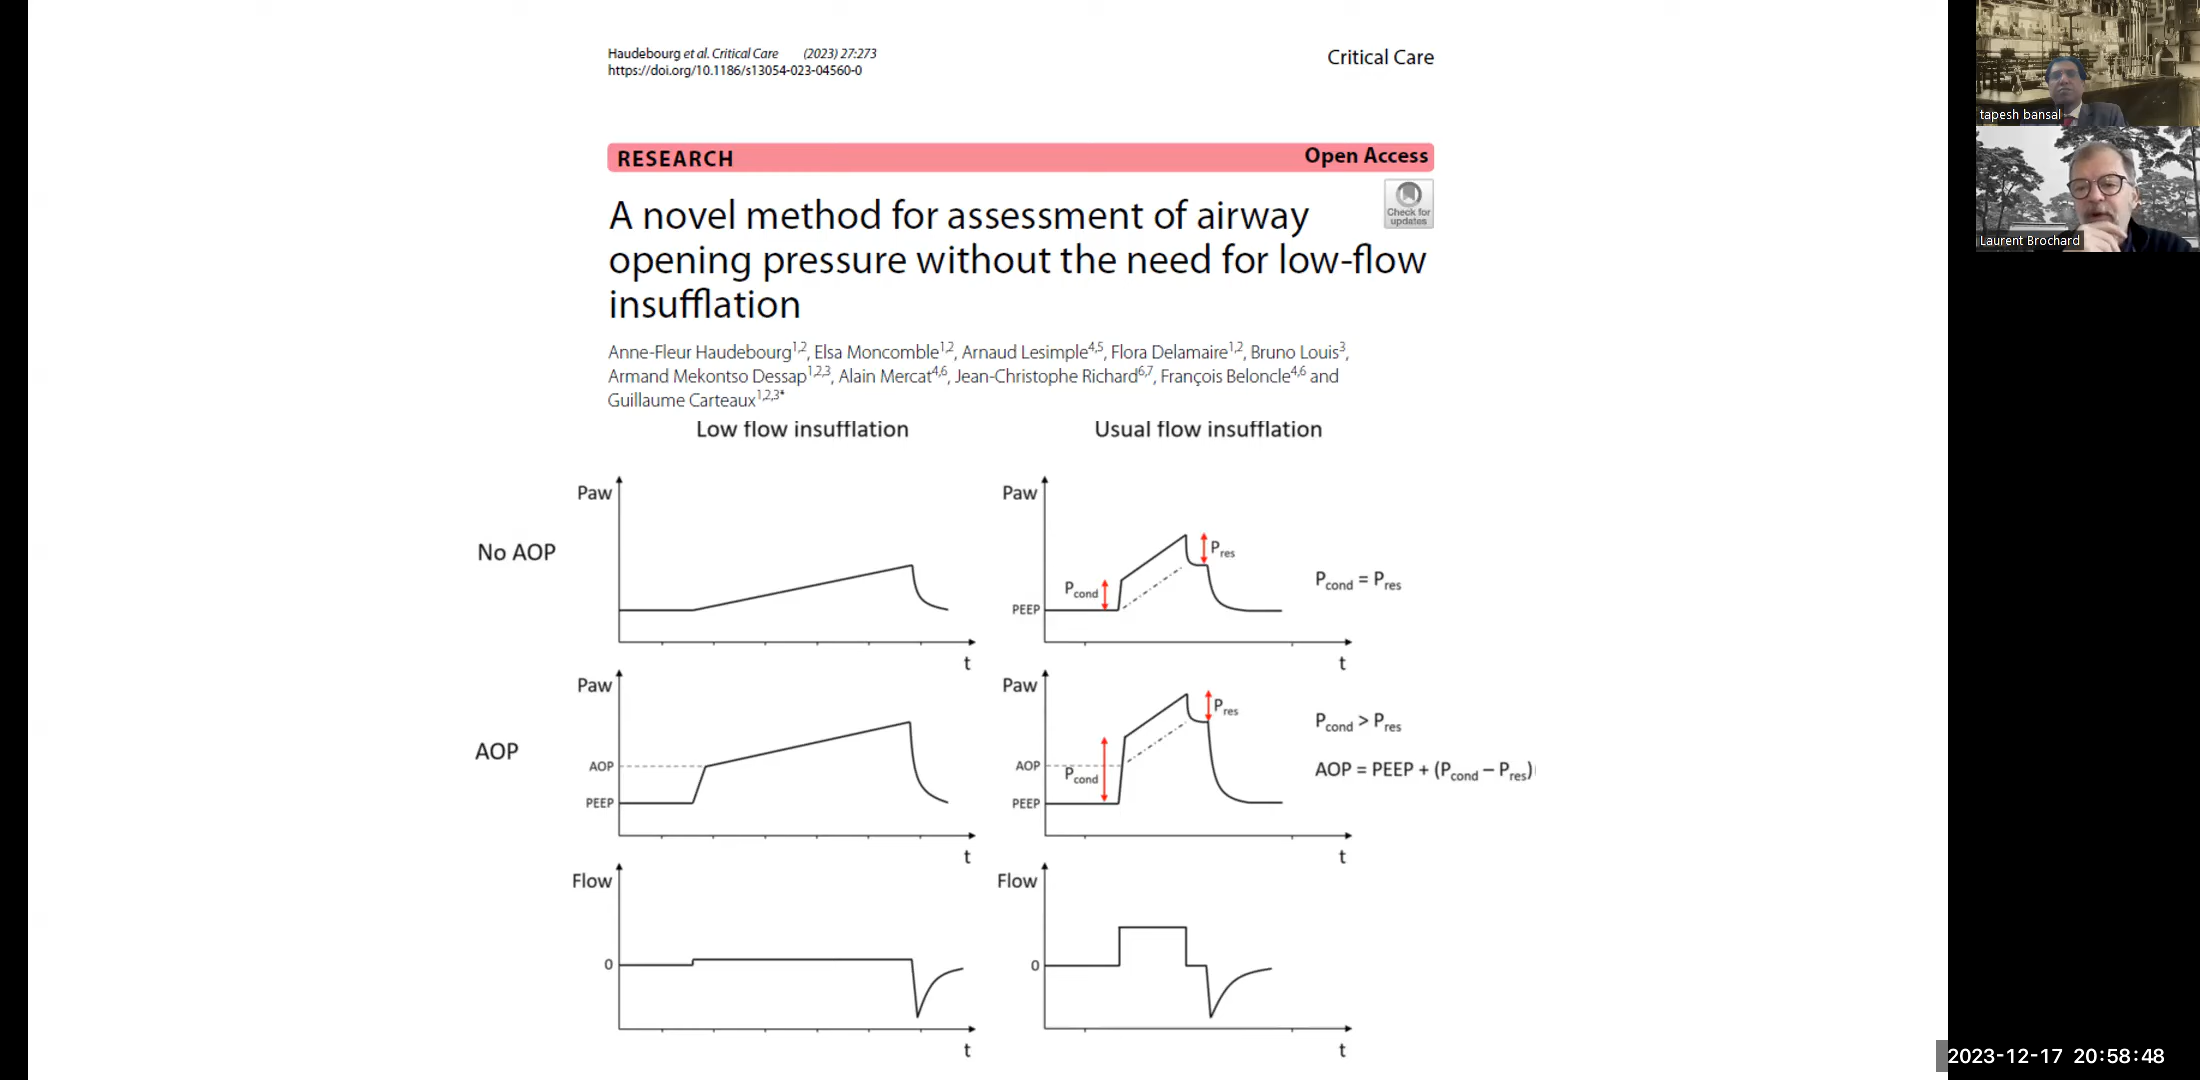 Haudebourg et al. Critical Care (2023) 27:273
https://doi.org/10.1186/s13054-023-04560-0
Critical Care
RESEARCH
Open Access
Check for
updates
A novel method for assessment of airway
opening pressure without the need for low-flow
insufflation
Anne-Fleur Haudebourg1,2, Elsa Moncomble1,2, Arnaud Lesimple4,5, Flora Delamaire1,2, Bruno Louis3,
Armand Mekontso Dessap1,2,3, Alain Mercat4,6, Jean-Christophe Richard6,7, François Beloncle4,6 and
Guillaume Carteaux1,2,3*
Low flow insufflation
Usual flow insufflation
No AOP
Paw
t
Paw
Pcond
Pres
PEEP
t
Pcond = Pres
AOP
Paw
AOP
PEEP
t
Paw
AOP
Pcond
Pres
PEEP
t
Pcond > Pres
AOP = PEEP + (Pcond − Pres)
Flow
0
t
Flow
0
t
tapesh bansal
Laurent Brochard
2023-12-17 20:58:48